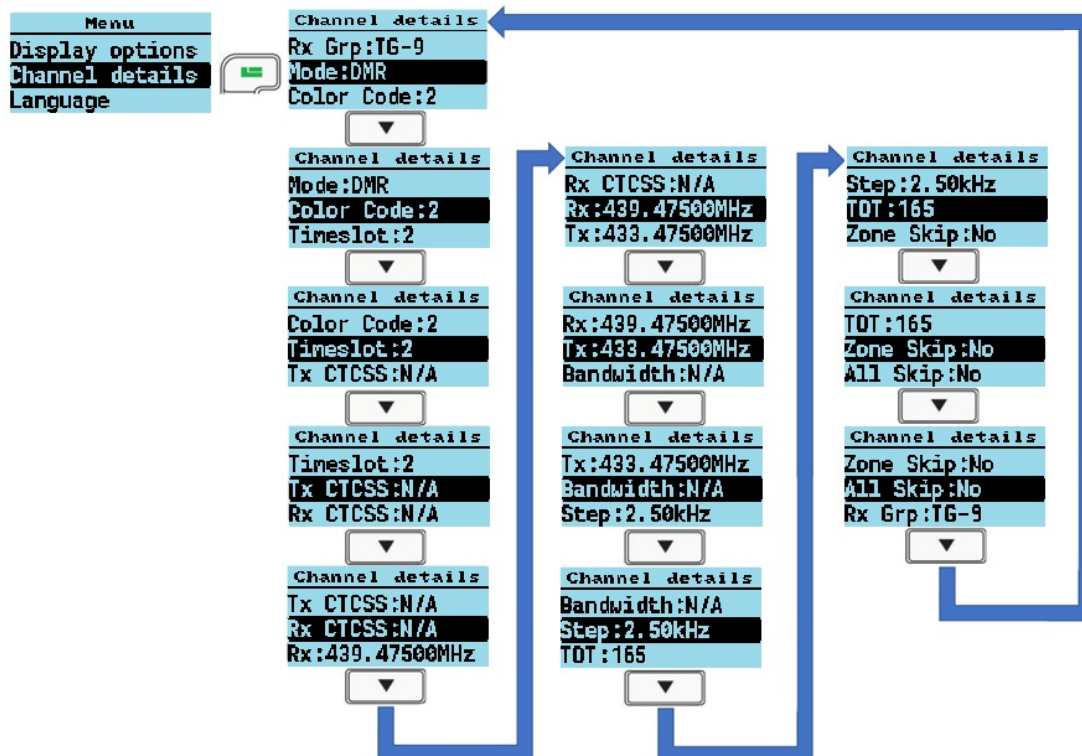 Menu
Display options
Channel details
Language
Channel details
Rx Grp:TG-9
Mode:DMR
Color Code:2
Channel details
Mode:DMR
Color Code:2
Timeslot:2
Channel details
Color Code:2
Timeslot:2
Tx CTCSS:N/A
Channel details
Timeslot:2
Tx CTCSS:N/A
Rx CTCSS:N/A
Channel details
Tx CTCSS:N/A
Rx CTCSS:N/A
Rx:439.47500MHz
Channel details
Rx CTCSS:N/A
Rx:439.47500MHz
Tx:433.47500MHz
Channel details
Rx:439.47500MHz
Tx:433.47500MHz
Bandwidth:N/A
Channel details
Tx:433.47500MHz
Bandwidth:N/A
Step:2.50kHz
Channel details
Bandwidth:N/A
Step:2.50kHz
TOT:165
Channel details
Step:2.50kHz
TOT:165
Zone Skip:No
Channel details
TOT:165
Zone Skip:No
All Skip:No
Channel details
Zone Skip:No
All Skip:No
Rx Grp:TG-9